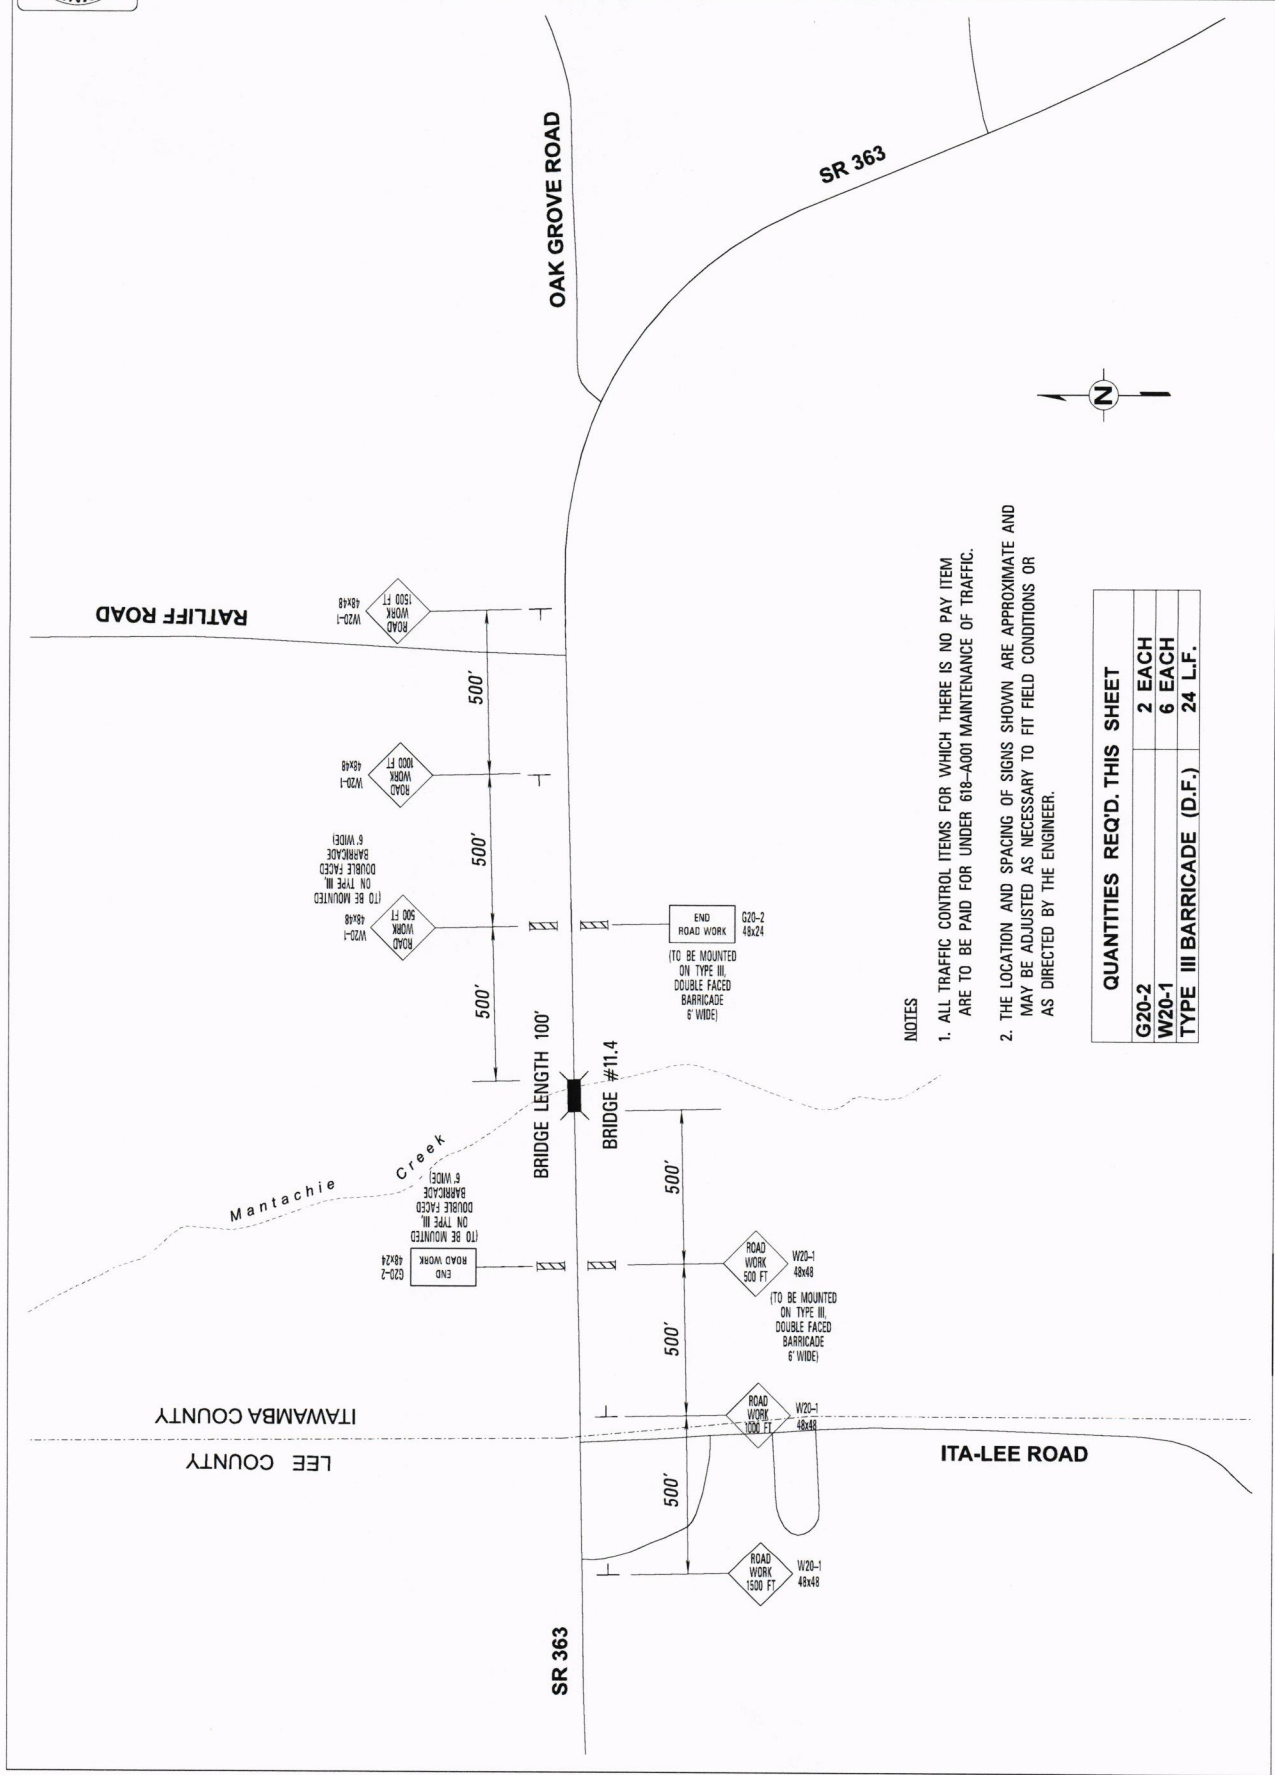 RATLIFF ROAD
OAK GROVE ROAD
SR 363
Mantachie Creek
ITAWAMBA COUNTY
LEE COUNTY
SR 363
ITA-LEE ROAD
BRIDGE LENGTH 100'
BRIDGE #11.4
G20-2
48x24
END
ROAD WORK
(TO BE MOUNTED
ON TYPE III,
DOUBLE FACED
BARRICADE
6' WIDE)
W20-1
48x48
ROAD
WORK
500 FT
(TO BE MOUNTED
ON TYPE III,
DOUBLE FACED
BARRICADE
6' WIDE)
W20-1
48x48
ROAD
WORK
1000 FT
W20-1
48x48
ROAD
WORK
1500 FT
500'
500'
500'
500'
500'
500'
ROAD
WORK
1500 FT
W20-1
48x48
ROAD
WORK
1000 FT
W20-1
48x48
ROAD
WORK
500 FT
W20-1
48x48
(TO BE MOUNTED
ON TYPE III,
DOUBLE FACED
BARRICADE
6' WIDE)
END
ROAD WORK
G20-2
48x24
(TO BE MOUNTED
ON TYPE III,
DOUBLE FACED
BARRICADE
6' WIDE)
N
NOTES
1. ALL TRAFFIC CONTROL ITEMS FOR WHICH THERE IS NO PAY ITEM
ARE TO BE PAID FOR UNDER 618-A001 MAINTENANCE OF TRAFFIC.
2. THE LOCATION AND SPACING OF SIGNS SHOWN ARE APPROXIMATE AND
MAY BE ADJUSTED AS NECESSARY TO FIT FIELD CONDITIONS OR
AS DIRECTED BY THE ENGINEER.
QUANTITIES REQ'D. THIS SHEET
G20-2 2 EACH
W20-1 6 EACH
TYPE III BARRICADE (D.F.) 24 L.F.